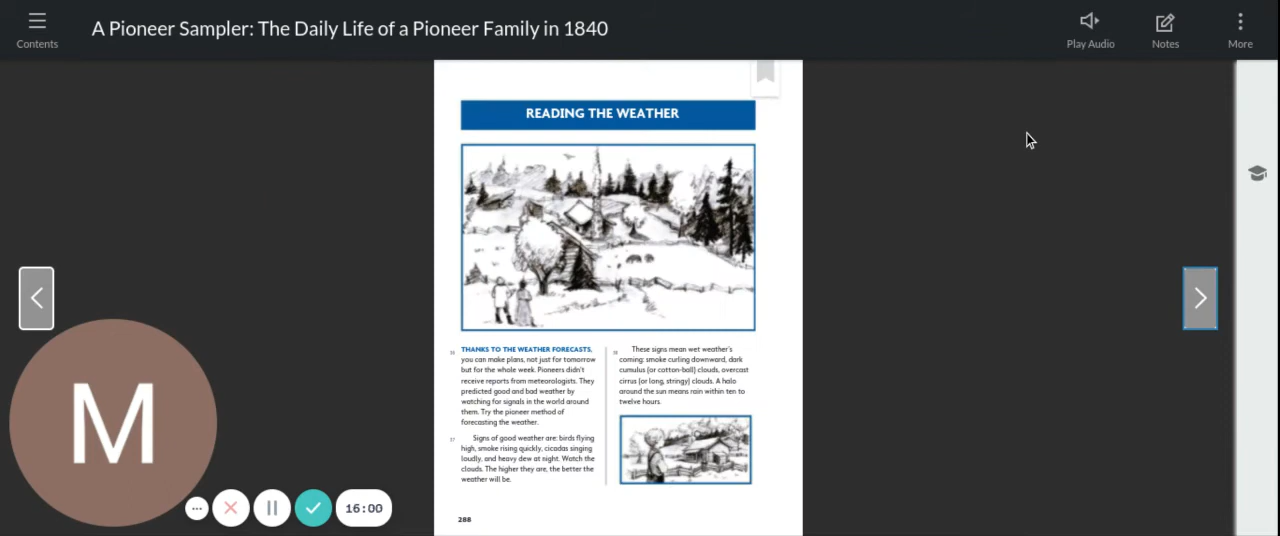 A Pioneer Sampler: The Daily Life of a Pioneer Family in 1840
Contents
Play Audio
Notes
More
READING THE WEATHER
36 THANKS TO THE WEATHER FORECASTS,
you can make plans, not just for tomorrow
but for the whole week. Pioneers didn't
receive reports from meteorologists. They
predicted good and bad weather by
watching for signals in the world around
them. Try the pioneer method of
forecasting the weather.
37 Signs of good weather are: birds flying
high, smoke rising quickly, cicadas singing
loudly, and heavy dew at night. Watch the
clouds. The higher they are, the better the
weather will be.
38 These signs mean wet weather's
coming: smoke curling downward, dark
cumulus (or cotton-ball) clouds, overcast
cirrus (or long, stringy) clouds. A halo
around the sun means rain within ten to
twelve hours.
288
M
16:00